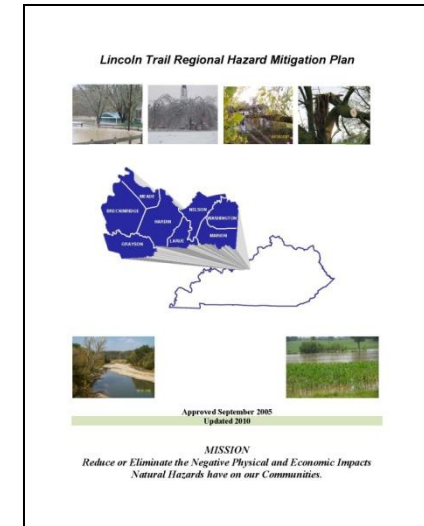 Lincoln Trail Regional Hazard Mitigation Plan
MEADE
BRECKINRIDGE
HARDIN
NELSON
WASHINGTON
LARUE
MARION
GRAYSON
Approved September 2005
Updated 2010
MISSION
Reduce or Eliminate the Negative Physical and Economic Impacts
Natural Hazards have on our Communities.